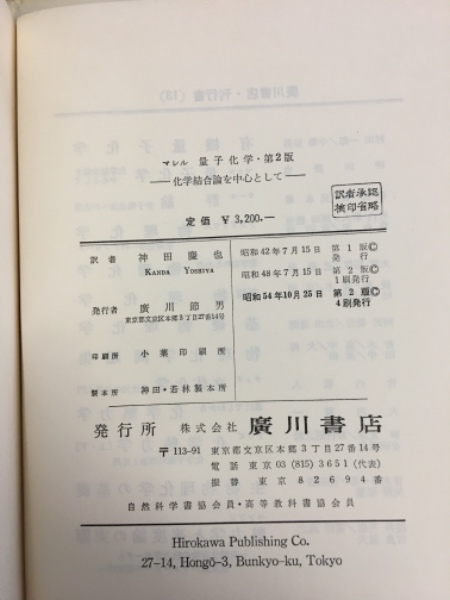 マレル 量子化学・第2版
—化学結合論を中心として—
定価 ¥ 3,200.—
訳者承認
検印省略
訳者 神田慶也
KANDA YOSHIYA
発行者 廣川節男
東京都文京区本郷3丁目27番14号
印刷所 小葉印刷所
製本所 神田・若林製本所
昭和42年7月15日 第1版©
発行
昭和48年7月15日 第2版©
1刷発行
昭和54年10月25日 第2版©
4刷発行
発行所 株式会社 廣川書店
〒113-91 東京都文京区本郷3丁目27番14号
電話 東京 03 (815) 3651 (代表)
振替 東京 82694番
自然科学書協会員・高等教科書協会員
Hirokawa Publishing Co.
27-14, Hongō-3, Bunkyo-ku, Tokyo